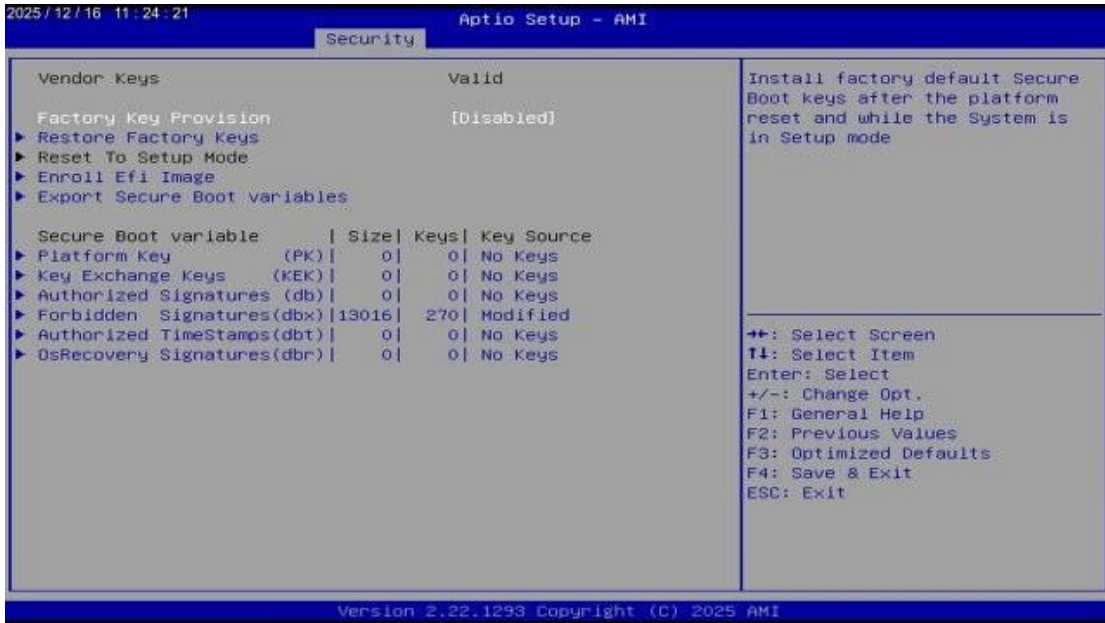 2025/12/16 11:24:21
Aptio Setup - AMI
Security
Vendor Keys Valid
Factory Key Provision [Disabled]
► Restore Factory Keys
► Reset To Setup Mode
► Enroll Efi Image
► Export Secure Boot variables
Secure Boot variable | Size| Keys| Key Source
► Platform Key (PK)| 0| 0| No Keys
► Key Exchange Keys (KEK)| 0| 0| No Keys
► Authorized Signatures (db)| 0| 0| No Keys
► Forbidden Signatures(dbx)|13016| 270| Modified
► Authorized TimeStamps(dbt)| 0| 0| No Keys
► OsRecovery Signatures(dbr)| 0| 0| No Keys
Install factory default Secure
Boot keys after the platform
reset and while the System is
in Setup mode
→←: Select Screen
↑↓: Select Item
Enter: Select
+/-: Change Opt.
F1: General Help
F2: Previous Values
F3: Optimized Defaults
F4: Save & Exit
ESC: Exit
Version 2.22.1293 Copyright (C) 2025 AMI